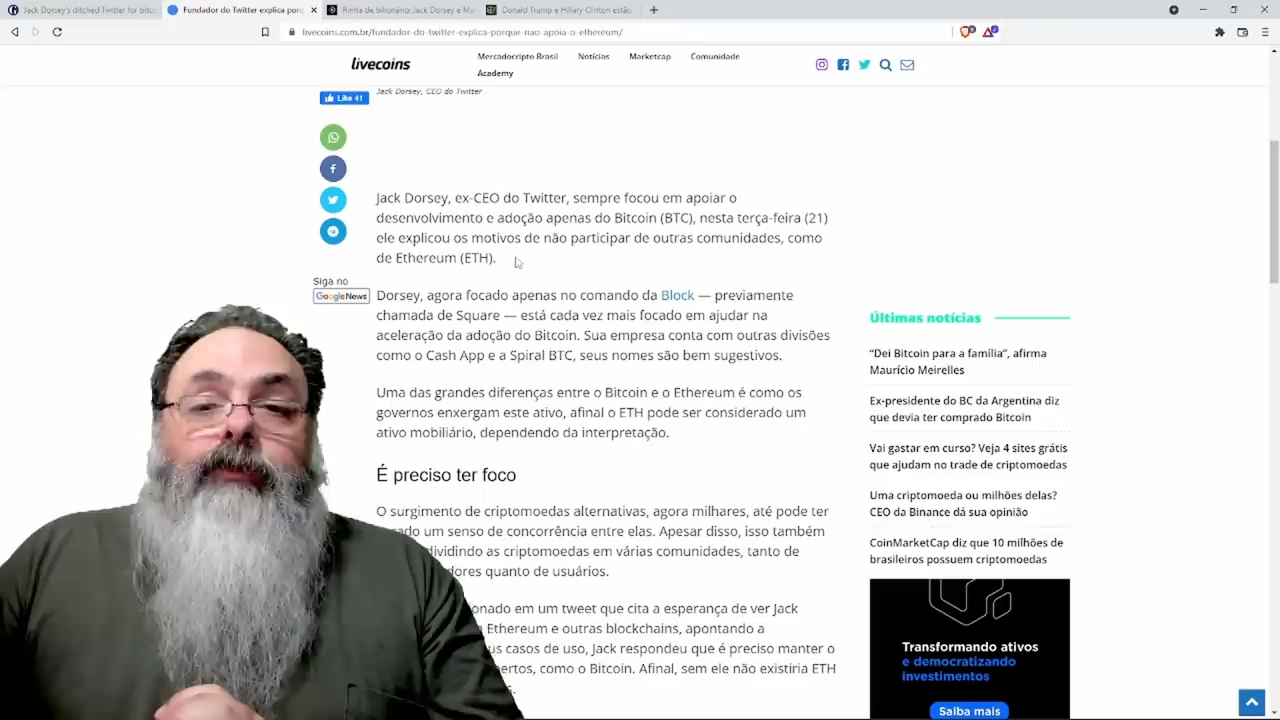 Jack Dorsey's ditched Twitter for bitc
Fundador do Twitter explica porq
Rinha de bilionário: Jack Dorsey e Ma
Donald Trump e Hillary Clinton estão
livecoins.com.br/fundador-do-twitter-explica-porque-nao-apoia-o-ethereum/
livecoins
Mercadocripto Brasil
Notícias
Marketcap
Comunidade
Academy
Like 41
Jack Dorsey, CEO do Twitter
Jack Dorsey, ex-CEO do Twitter, sempre focou em apoiar o
desenvolvimento e adoção apenas do Bitcoin (BTC), nesta terça-feira (21)
ele explicou os motivos de não participar de outras comunidades, como
de Ethereum (ETH).
Siga no
Google News
Dorsey, agora focado apenas no comando da Block — previamente
chamada de Square — está cada vez mais focado em ajudar na
aceleração da adoção do Bitcoin. Sua empresa conta com outras divisões
como o Cash App e a Spiral BTC, seus nomes são bem sugestivos.
Uma das grandes diferenças entre o Bitcoin e o Ethereum é como os
governos enxergam este ativo, afinal o ETH pode ser considerado um
ativo mobiliário, dependendo da interpretação.
É preciso ter foco
O surgimento de criptomoedas alternativas, agora milhares, até pode ter
um senso de concorrência entre elas. Apesar disso, isso também
dividindo as criptomoedas em várias comunidades, tanto de
quanto de usuários.
em um tweet que cita a esperança de ver Jack
Ethereum e outras blockchains, apontando a
casos de uso, Jack respondeu que é preciso manter o
como o Bitcoin. Afinal, sem ele não existiria ETH
Últimas notícias
“Dei Bitcoin para a família”, afirma
Maurício Meirelles
Ex-presidente do BC da Argentina diz
que devia ter comprado Bitcoin
Vai gastar em curso? Veja 4 sites grátis
que ajudam no trade de criptomoedas
Uma criptomoeda ou milhões delas?
CEO da Binance dá sua opinião
CoinMarketCap diz que 10 milhões de
brasileiros possuem criptomoedas
Transformando ativos
e democratizando
investimentos
Saiba mais